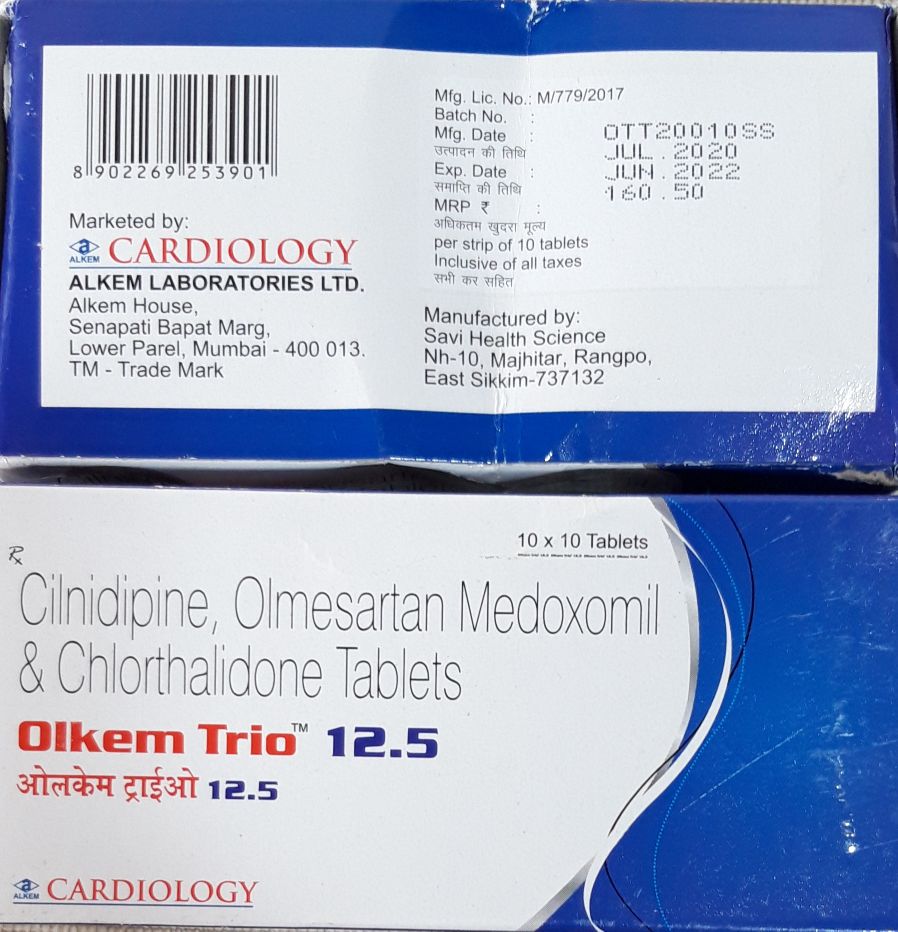 8 902269 253901
Marketed by:
ALKEM CARDIOLOGY
ALKEM LABORATORIES LTD.
Alkem House,
Senapati Bapat Marg,
Lower Parel, Mumbai - 400 013.
TM - Trade Mark
Mfg. Lic. No.: M/779/2017
Batch No. : OTT20010SS
Mfg. Date : JUL.2020
उत्पादन की तिथि
Exp. Date : JUN.2022
समाप्ति की तिथि
MRP ₹ : 160.50
अधिकतम खुदरा मूल्य
per strip of 10 tablets
Inclusive of all taxes
सभी कर सहित
Manufactured by:
Savi Health Science
Nh-10, Majhitar, Rangpo,
East Sikkim-737132
10 x 10 Tablets
Rx
Cilnidipine, Olmesartan Medoxomil
& Chlorthalidone Tablets
Olkem Trio™ 12.5
ओलकेम ट्राईओ 12.5
ALKEM CARDIOLOGY